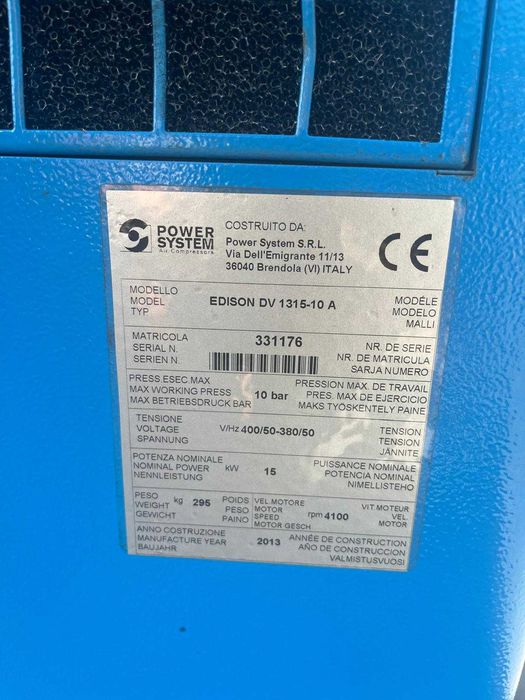 POWER SYSTEM
Air Compressors
COSTRUITO DA:
Power System S.R.L.
Via Dell'Emigrante 11/13
36040 Brendola (VI) ITALY
CE
MODELLO
MODEL
TYP
EDISON DV 1315-10 A
MODÈLE
MODELO
MALLI
MATRICOLA
SERIAL N.
SERIEN N.
331176
NR. DE SERIE
NR. DE MATRICULA
SARJA NUMERO
PRESS.ESEC.MAX
MAX WORKING PRESS
MAX BETRIEBSDRUCK BAR
10 bar
PRESSION MAX. DE TRAVAIL
PRES. MAX DE EJERCICIO
MAKS TYOSKENTELY PAINE
TENSIONE
VOLTAGE
SPANNUNG
V/Hz 400/50-380/50
TENSION
TENSION
JÄNNITE
POTENZA NOMINALE
NOMINAL POWER
NENNLEISTUNG
kW 15
PUISSANCE NOMINALE
POTENCIA NOMINAL
NIMELLISTEHO
PESO
WEIGHT
GEWICHT
kg 295
POIDS
PESO
PAINO
VEL MOTORE
MOTOR SPEED
MOTOR GESCH
rpm 4100
VIT.MOTEUR
VEL.
MOTOR
ANNO COSTRUZIONE
MANUFACTURE YEAR
BAUJAHR
2013
ANNÉE DE CONSTRUCTION
AÑO DE CONSTRUCCION
VALMISTUSVUOSI